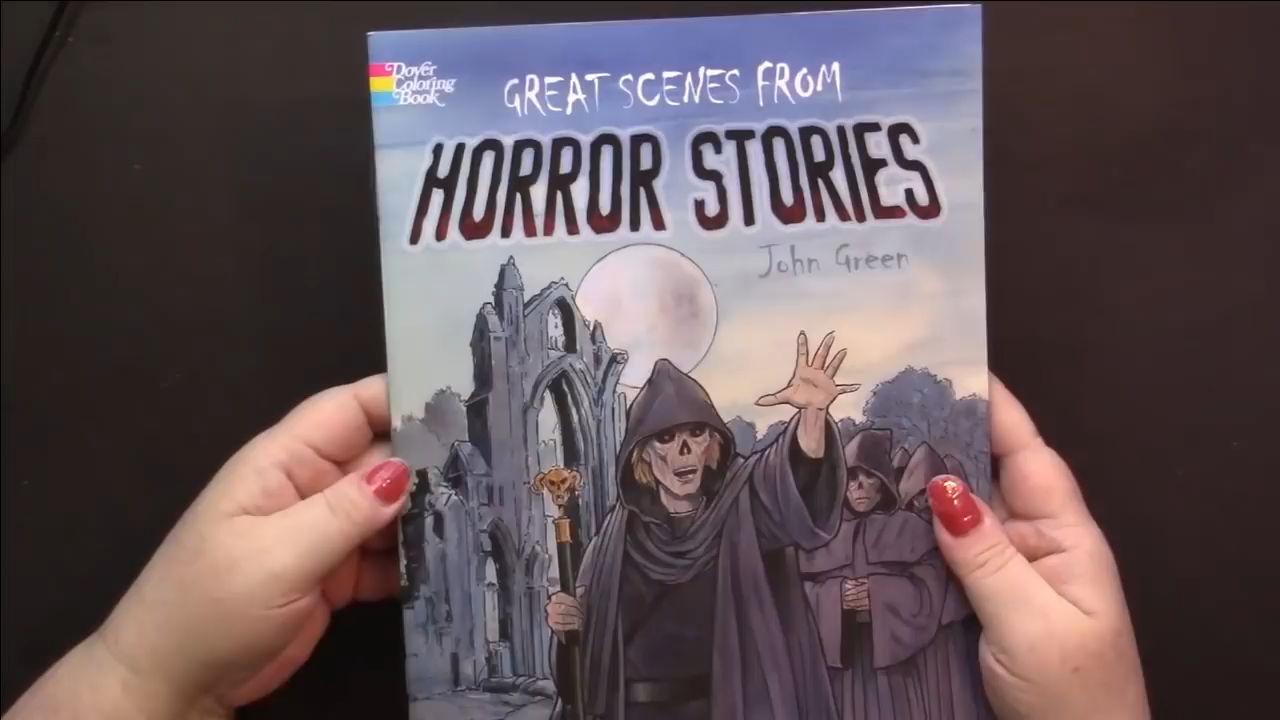 Dover
Coloring
Book
GREAT SCENES FROM
HORROR STORIES
John Green